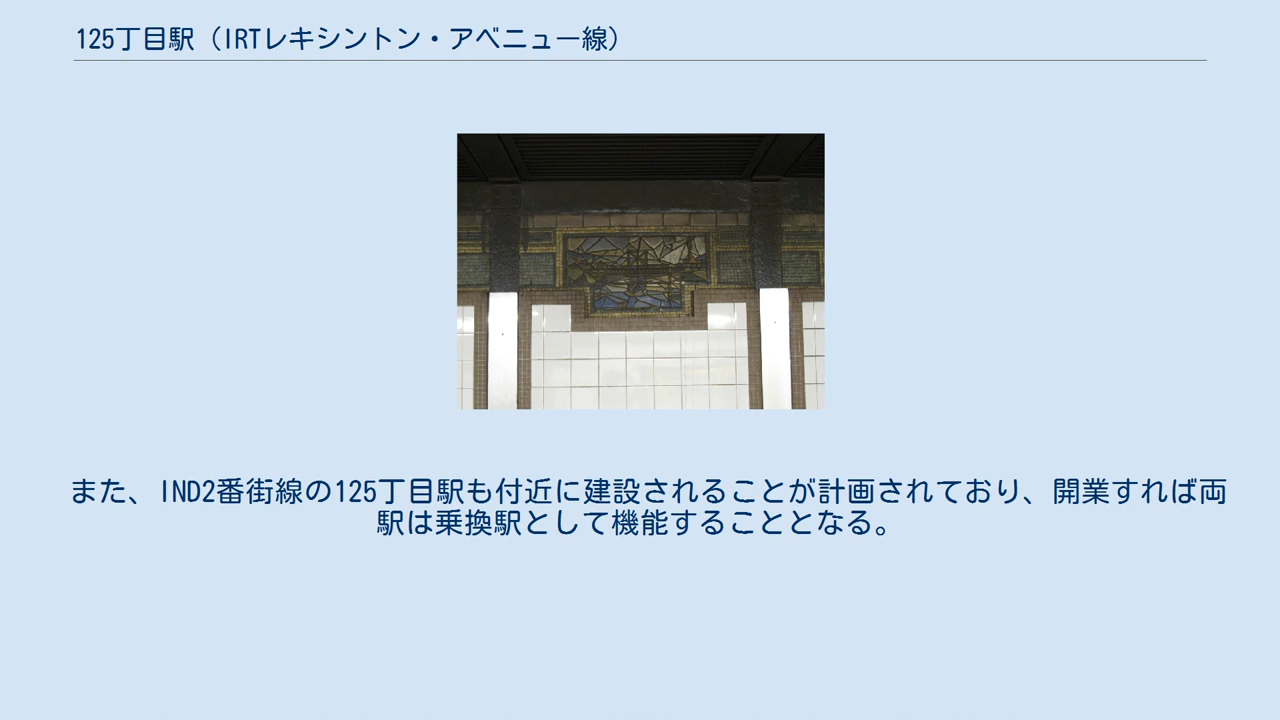 125丁目駅（IRTレキシントン・アベニュー線）
また、IND2番街線の125丁目駅も付近に建設されることが計画されており、開業すれば両
駅は乗換駅として機能することとなる。